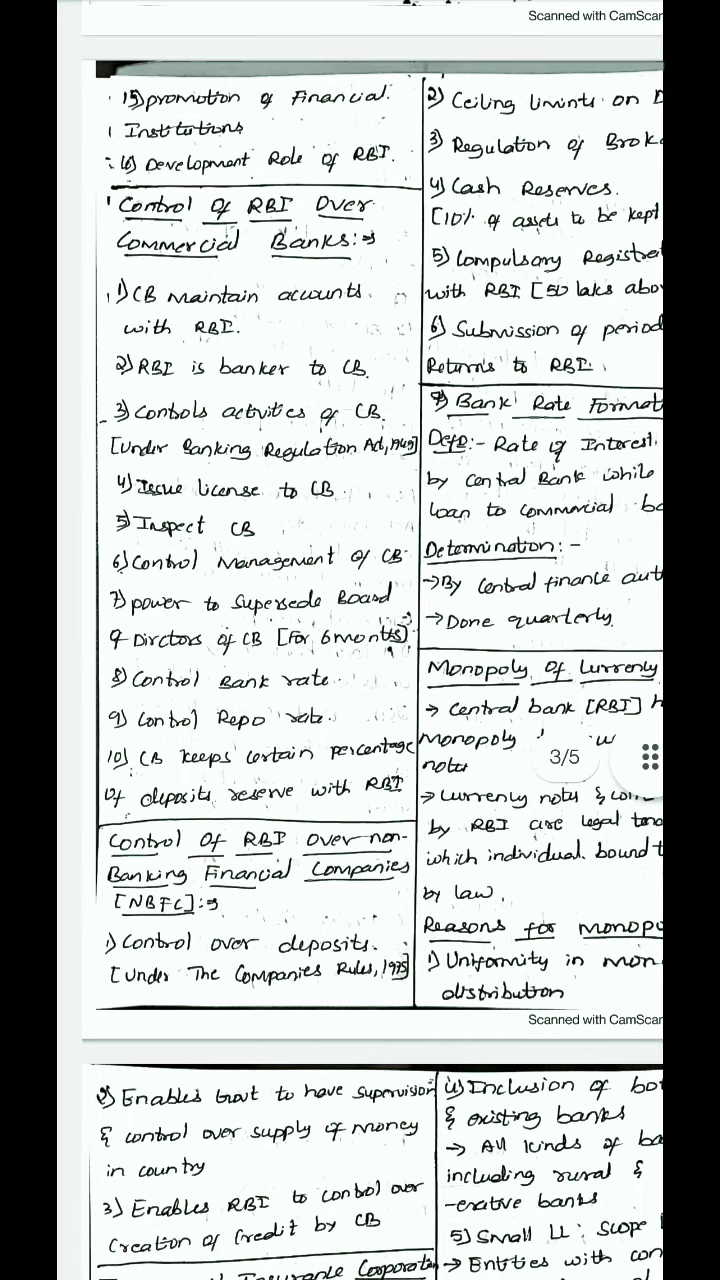 Scanned with CamScar
15) promotion of Financial.
Institutions
16) Development Role of RBI.
Control Of RBI Over
Commercial Banks:⇒
1) CB Maintain accounts
with RBI.
2) RBI is banker to CB
3) Controls activities of CB.
[Under Banking Regulation Act, 1949]
4) Issue license to CB
5) Inspect CB
6) Control Management of CB
7) power to Supersede Board
of Dirctors of CB [For 6 months]
8) Control Bank rate
9) Control Repo rate.
10) CB keeps certain percentage
of deposits reserve with RBI
Control Of RBI Over non-
Banking Financial Companies
[NBFC]:⇒
1) Control over deposits.
[Under The Companies Rules, 1975]
2) Ceiling limints on D
3) Regulation of Brok
4) Cash Reserves.
[10% of assets to be kept
5) Compulsory Registrat
with RBI [50 laks abov
6) Submission of period
Returns to RBI.
Bank Rate Format
Defn:- Rate of Interest.
by central Bank while
loan to commercial ba
Determination:-
→By Central finance aut
→Done quarterly.
Monopoly Of Currenly
→ Central bank [RBI] h
Monopoly
notes
3/5
→ Currenly notes & coi
by RBI are legal tend
which individual. bound t
by law.
Reasons for monopo
1) Uniformity in mon
distribution
Scanned with CamScar
2) Enables Govt to have supervision
& control over supply of money
in country
3) Enables RBI to control over
Creation of Credit by CB
Insurance Corporation
4) Inclusion of bo
& existing banks
→ All kinds of ba
including rural &
-erative banks
5) Small Scope
→ Entities with con